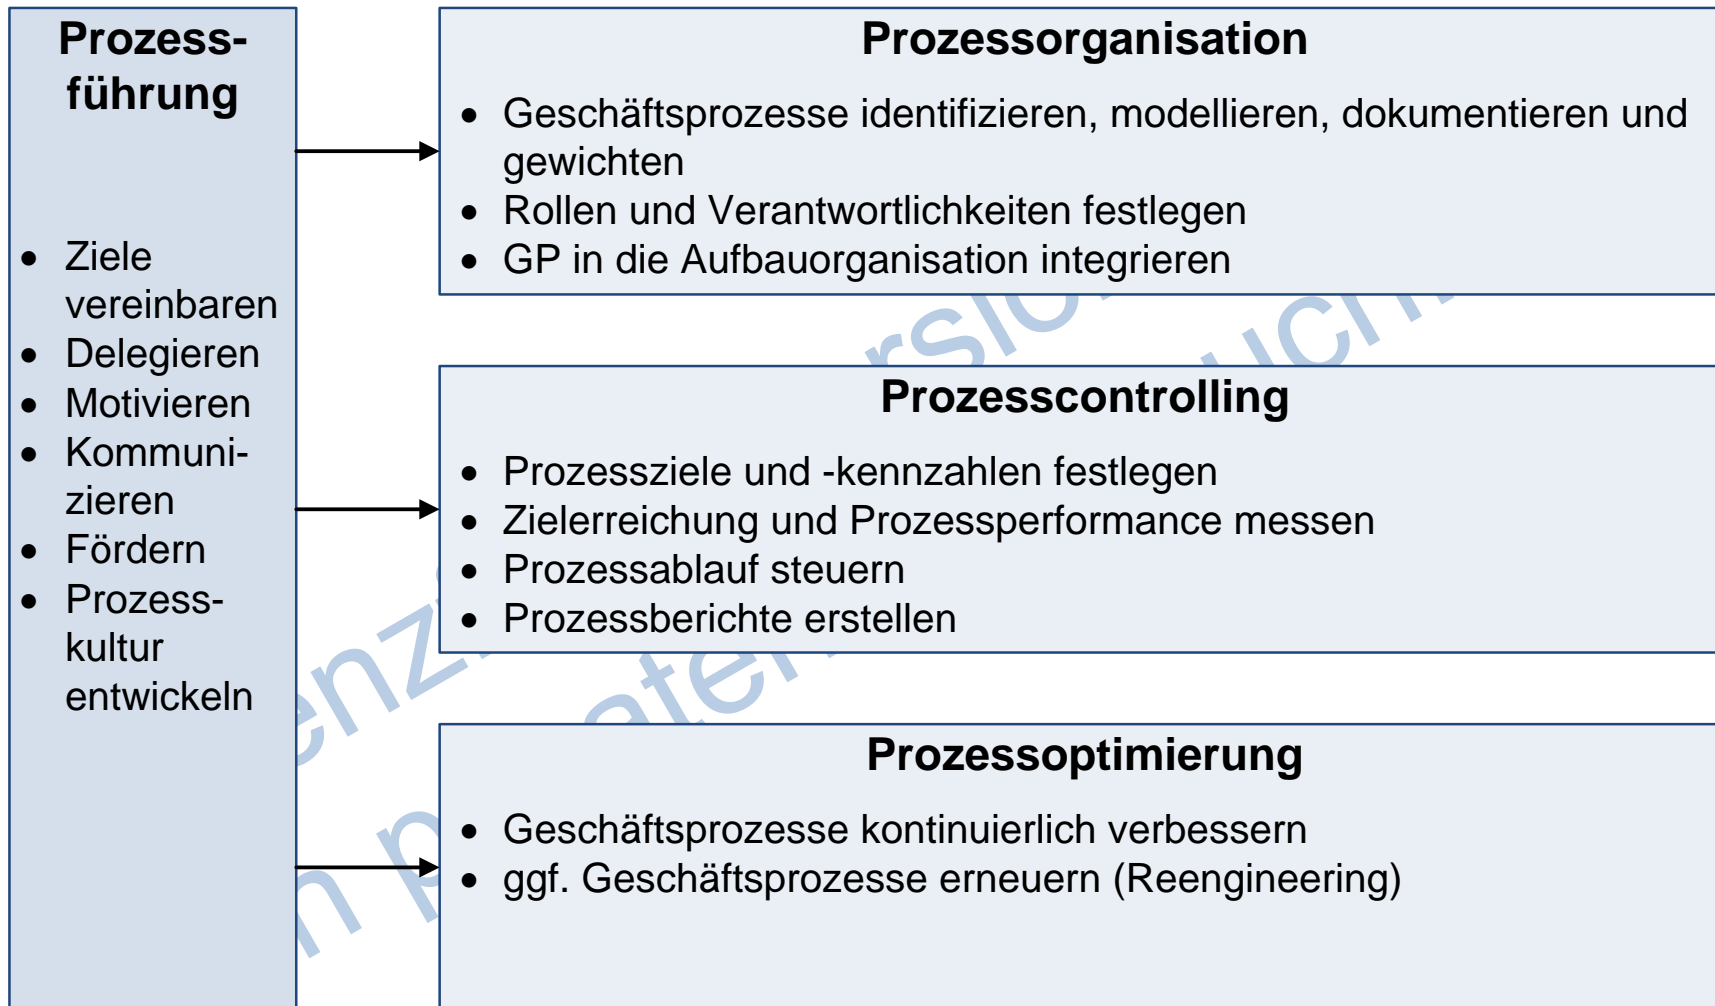 Prozess-
führung
• Ziele
vereinbaren
• Delegieren
• Motivieren
• Kommuni-
zieren
• Fördern
• Prozess-
kultur
entwickeln
Prozessorganisation
• Geschäftsprozesse identifizieren, modellieren, dokumentieren und
gewichten
• Rollen und Verantwortlichkeiten festlegen
• GP in die Aufbauorganisation integrieren
Prozesscontrolling
• Prozessziele und -kennzahlen festlegen
• Zielerreichung und Prozessperformance messen
• Prozessablauf steuern
• Prozessberichte erstellen
Prozessoptimierung
• Geschäftsprozesse kontinuierlich verbessern
• ggf. Geschäftsprozesse erneuern (Reengineering)